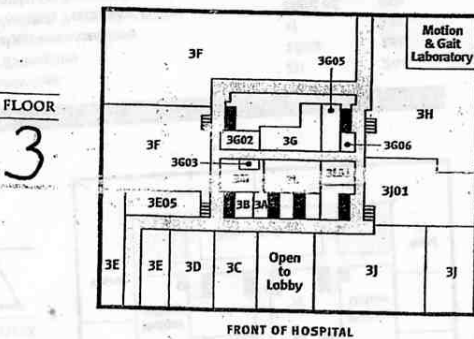 Motion
& Gait
Laboratory
3G05
3F
3H
FLOOR
3
3G02
3G
3G06
3F
3G03
3J01
3E05
3B
3A
3E
3E
3D
3C
Open
to
Lobby
3J
3J
FRONT OF HOSPITAL